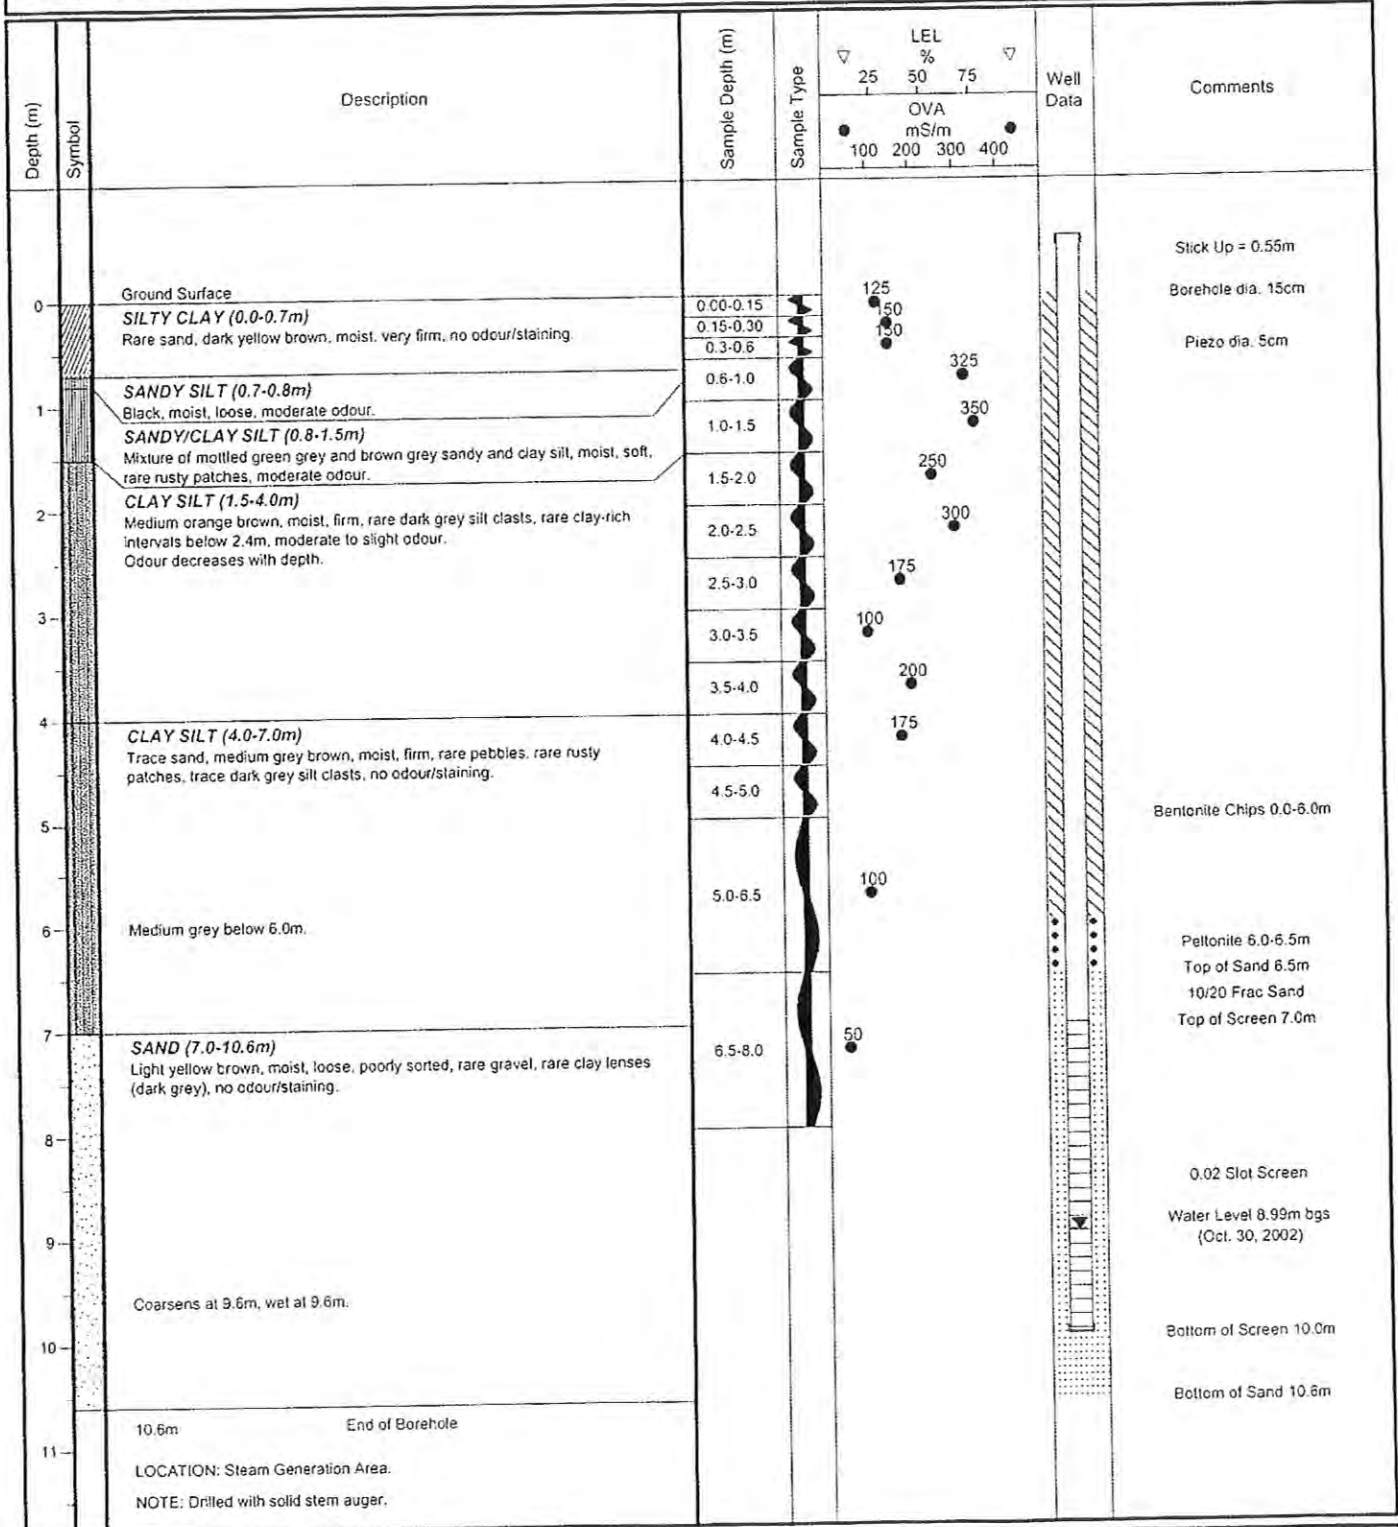 Depth (m)
Symbol
Description
Sample Depth (m)
Sample Type
LEL
%
25 50 75
OVA
mS/m
100 200 300 400
Well
Data
Comments
Stick Up = 0.55m
Borehole dia. 15cm
Piezo dia. 5cm
Bentonite Chips 0.0-6.0m
Peltonite 6.0-6.5m
Top of Sand 6.5m
10/20 Frac Sand
Top of Screen 7.0m
0.02 Slot Screen
Water Level 8.99m bgs
(Oct. 30, 2002)
Bottom of Screen 10.0m
Bottom of Sand 10.6m
0
1
2
3
4
5
6
7
8
9
10
11
Ground Surface
SILTY CLAY (0.0-0.7m)
Rare sand, dark yellow brown, moist, very firm, no odour/staining.
SANDY SILT (0.7-0.8m)
Black, moist, loose, moderate odour.
SANDY/CLAY SILT (0.8-1.5m)
Mixture of mottled green grey and brown grey sandy and clay silt, moist, soft,
rare rusty patches, moderate odour.
CLAY SILT (1.5-4.0m)
Medium orange brown, moist, firm, rare dark grey silt clasts, rare clay-rich
intervals below 2.4m, moderate to slight odour.
Odour decreases with depth.
CLAY SILT (4.0-7.0m)
Trace sand, medium grey brown, moist, firm, rare pebbles, rare rusty
patches, trace dark grey silt clasts, no odour/staining.
Medium grey below 6.0m.
SAND (7.0-10.6m)
Light yellow brown, moist, loose, poorly sorted, rare gravel, rare clay lenses
(dark grey), no odour/staining.
Coarsens at 9.6m, wet at 9.6m.
10.6m End of Borehole
LOCATION: Steam Generation Area.
NOTE: Drilled with solid stem auger.
0.00-0.15
0.15-0.30
0.3-0.6
0.6-1.0
1.0-1.5
1.5-2.0
2.0-2.5
2.5-3.0
3.0-3.5
3.5-4.0
4.0-4.5
4.5-5.0
5.0-6.5
6.5-8.0
125
150
150
325
350
250
300
175
100
200
175
100
50